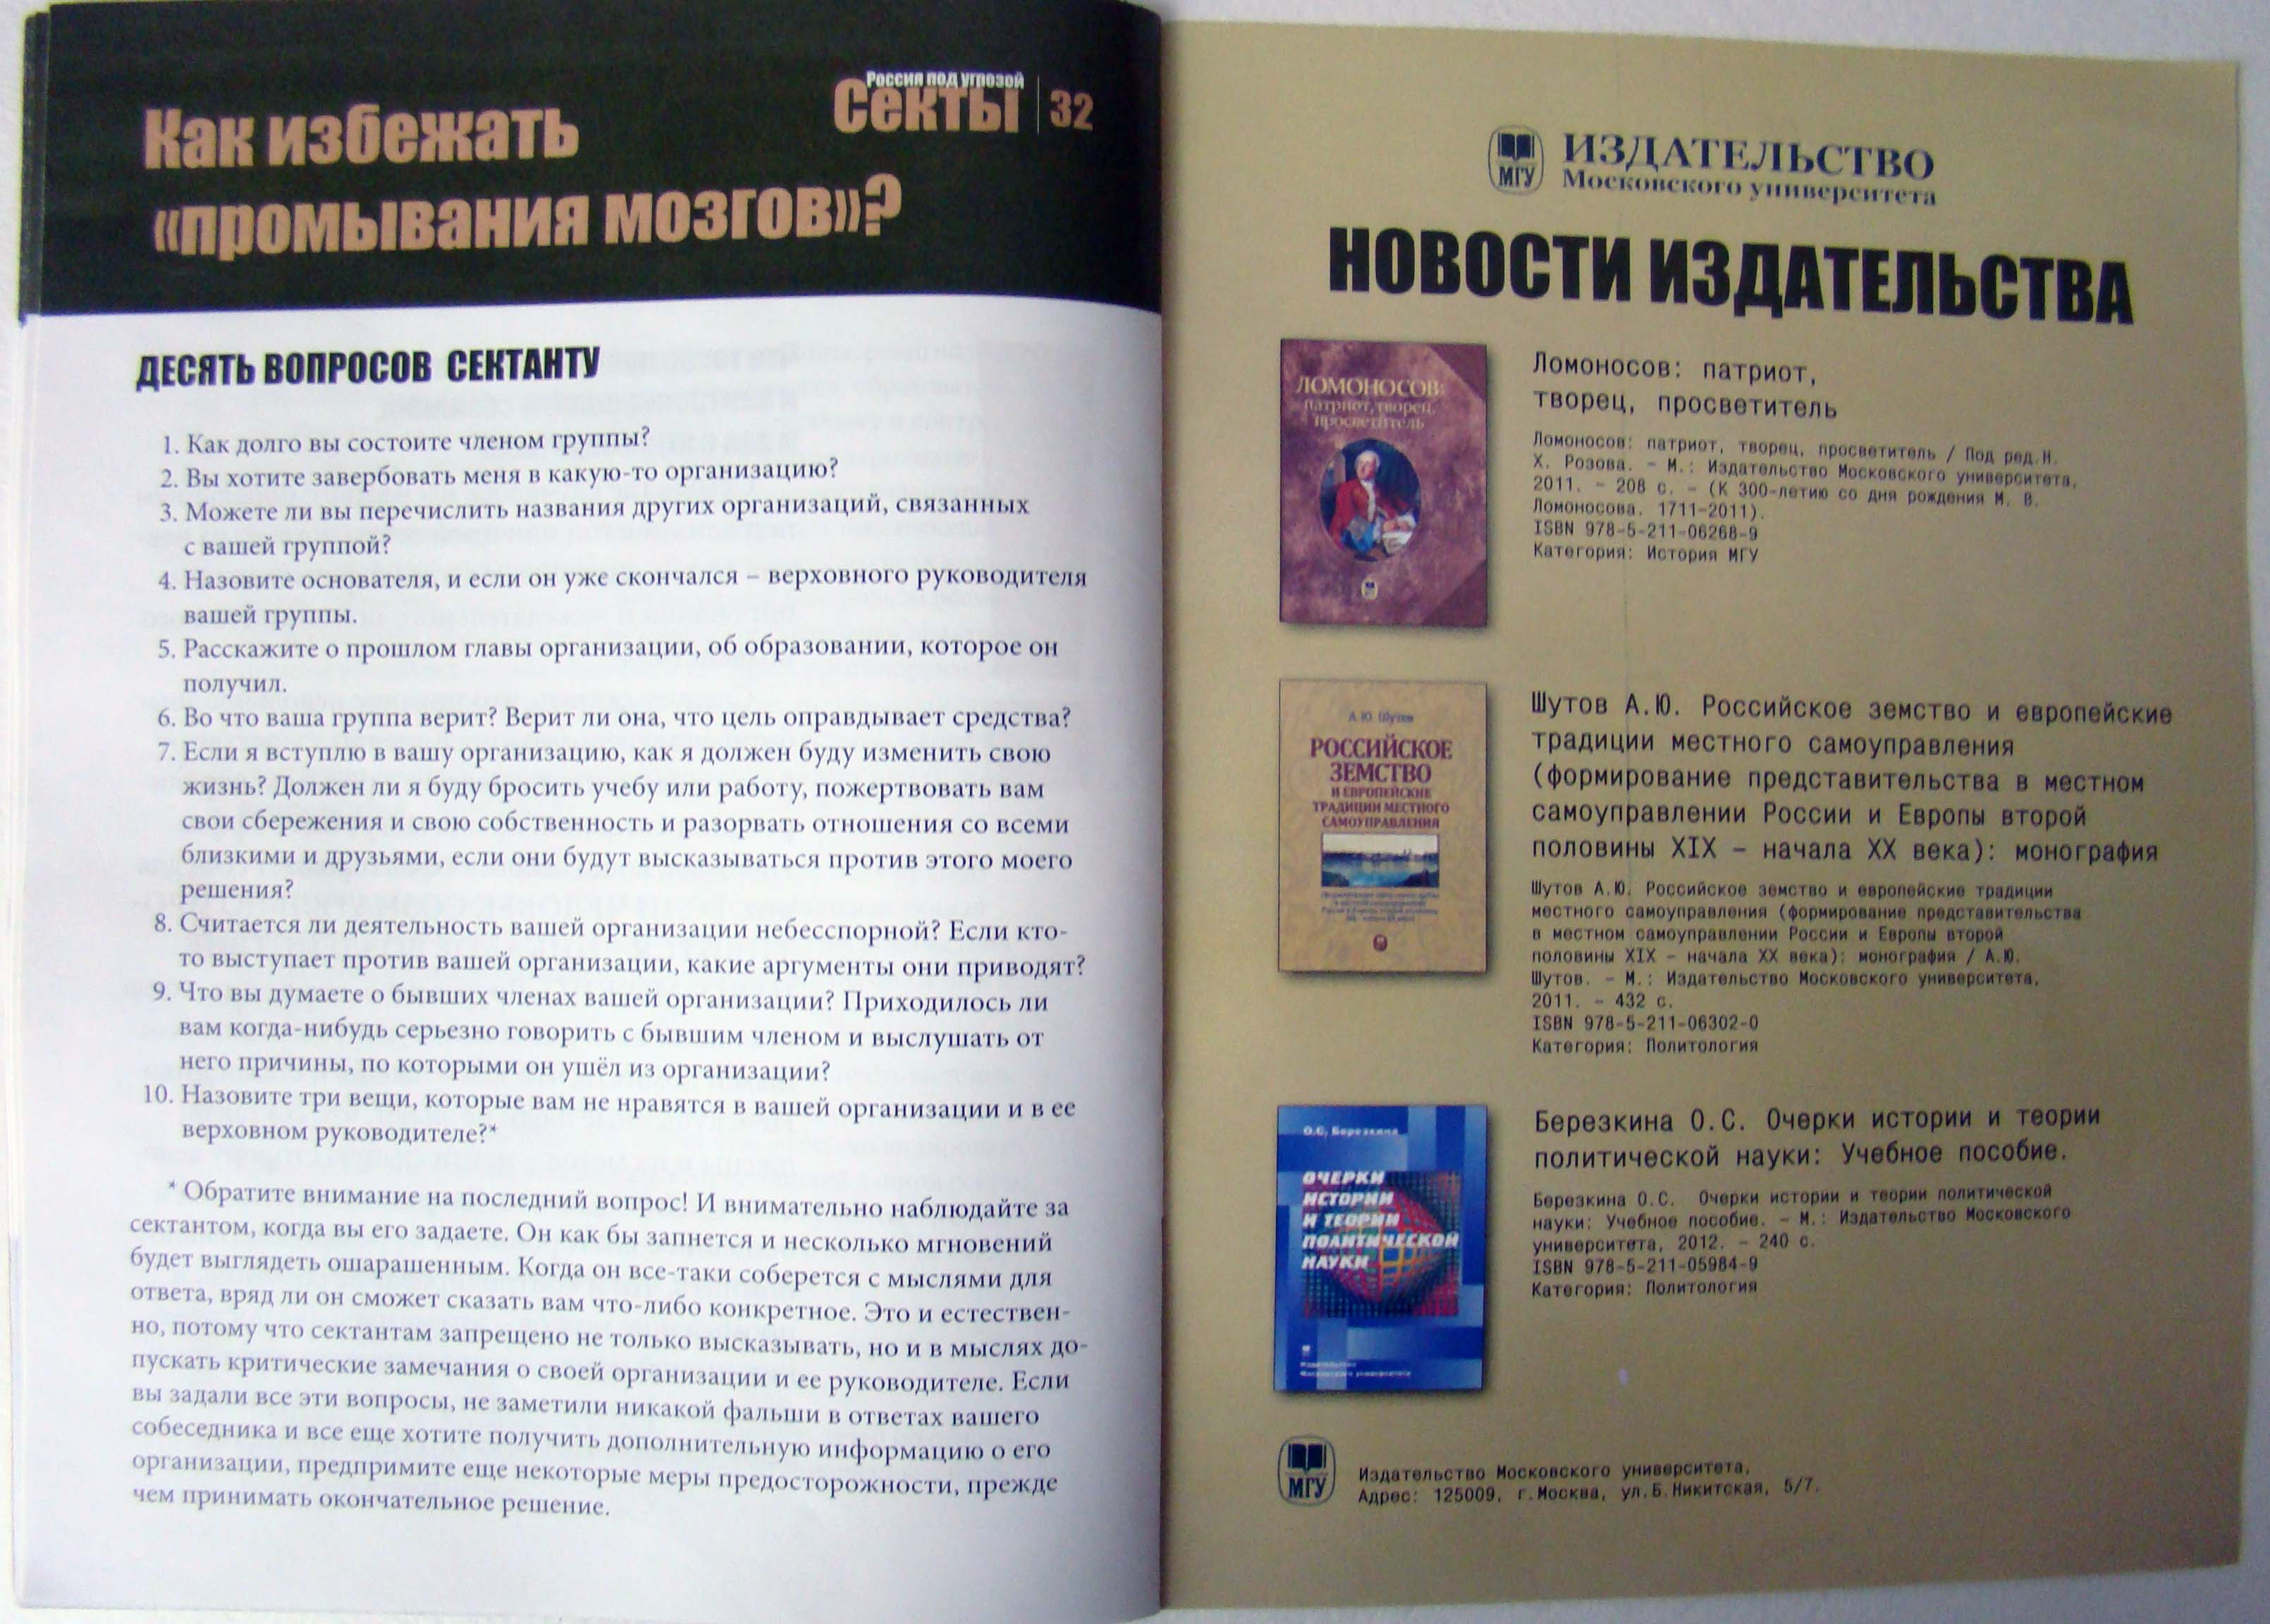 Как избежать
«промывания мозгов»?
Россия под угрозой
Секты
32
ДЕСЯТЬ ВОПРОСОВ СЕКТАНТУ
1. Как долго вы состоите членом группы?
2. Вы хотите завербовать меня в какую-то организацию?
3. Можете ли вы перечислить названия других организаций, связанных
с вашей группой?
4. Назовите основателя, и если он уже скончался – верховного руководителя
вашей группы.
5. Расскажите о прошлом главы организации, об образовании, которое он
получил.
6. Во что ваша группа верит? Верит ли она, что цель оправдывает средства?
7. Если я вступлю в вашу организацию, как я должен буду изменить свою
жизнь? Должен ли я буду бросить учебу или работу, пожертвовать вам
свои сбережения и свою собственность и разорвать отношения со всеми
близкими и друзьями, если они будут высказываться против этого моего
решения?
8. Считается ли деятельность вашей организации небесспорной? Если кто-
то выступает против вашей организации, какие аргументы они приводят?
9. Что вы думаете о бывших членах вашей организации? Приходилось ли
вам когда-нибудь серьезно говорить с бывшим членом и выслушать от
него причины, по которыми он ушёл из организации?
10. Назовите три вещи, которые вам не нравятся в вашей организации и в ее
верховном руководителе?*
* Обратите внимание на последний вопрос! И внимательно наблюдайте за
сектантом, когда вы его задаете. Он как бы запнется и несколько мгновений
будет выглядеть ошарашенным. Когда он все-таки соберется с мыслями для
ответа, вряд ли он сможет сказать вам что-либо конкретное. Это и естествен-
но, потому что сектантам запрещено не только высказывать, но и в мыслях до-
пускать критические замечания о своей организации и ее руководителе. Если
вы задали все эти вопросы, не заметили никакой фальши в ответах вашего
собеседника и все еще хотите получить дополнительную информацию о его
организации, предпримите еще некоторые меры предосторожности, прежде
чем принимать окончательное решение.
МГУ
ИЗДАТЕЛЬСТВО
Московского университета
НОВОСТИ ИЗДАТЕЛЬСТВА
ЛОМОНОСОВ:
патриот, творец,
просветитель
Ломоносов: патриот,
творец, просветитель
Ломоносов: патриот, творец, просветитель / Под ред.Н.
Х. Розова. – М.: Издательство Московского университета,
2011. – 208 с. – (К 300-летию со дня рождения М. В.
Ломоносова. 1711-2011).
ISBN 978-5-211-06268-9
Категория: История МГУ
А.Ю. Шутов
РОССИЙСКОЕ
ЗЕМСТВО
И ЕВРОПЕЙСКИЕ
ТРАДИЦИИ МЕСТНОГО
САМОУПРАВЛЕНИЯ
Шутов А.Ю. Российское земство и европейские
традиции местного самоуправления
(формирование представительства в местном
самоуправлении России и Европы второй
половины XIX – начала XX века): монография
Шутов А.Ю. Российское земство и европейские традиции
местного самоуправления (формирование представительства
в местном самоуправлении России и Европы второй
половины XIX – начала XX века): монография / А.Ю.
Шутов. – М.: Издательство Московского университета,
2011. – 432 с.
ISBN 978-5-211-06302-0
Категория: Политология
О.С. Березкина
ОЧЕРКИ
ИСТОРИИ
И ТЕОРИИ
ПОЛИТИЧЕСКОЙ
НАУКИ
Березкина О.С. Очерки истории и теории
политической науки: Учебное пособие.
Березкина О.С. Очерки истории и теории политической
науки: Учебное пособие. – М.: Издательство Московского
университета, 2012. – 240 с.
ISBN 978-5-211-05984-9
Категория: Политология
МГУ
Издательство Московского университета,
Адрес: 125009, г.Москва, ул.Б.Никитская, 5/7.